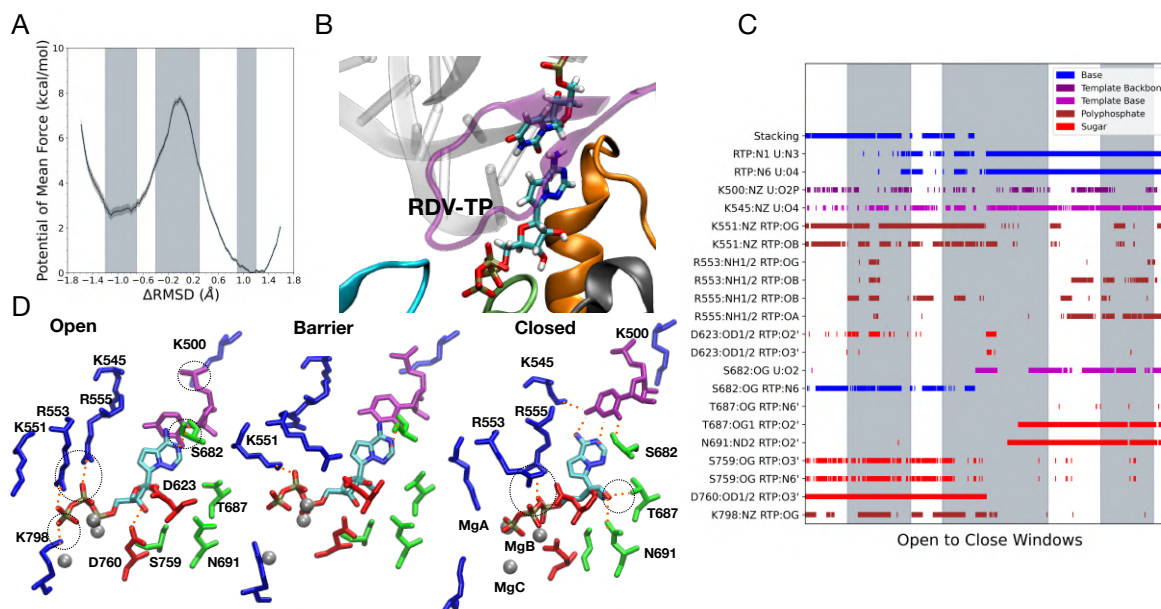 A
Potential of Mean Force (kcal/mol)
10
8
6
4
2
0
−1.8 −1.4 −1.0 −0.6 −0.2 0.2 0.6 1.0 1.4 1.8
ΔRMSD (Å)
B
RDV-TP
C
Base
Template Backbon
Template Base
Polyphosphate
Sugar
Stacking
RTP:N1 U:N3
RTP:N6 U:04
K500:NZ U:O2P
K545:NZ U:O4
K551:NZ RTP:OG
K551:NZ RTP:OB
R553:NH1/2 RTP:OG
R553:NH1/2 RTP:OB
R555:NH1/2 RTP:OB
R555:NH1/2 RTP:OA
D623:OD1/2 RTP:O2'
D623:OD1/2 RTP:O3'
S682:OG U:O2
S682:OG RTP:N6
T687:OG RTP:N6'
T687:OG1 RTP:O2'
N691:ND2 RTP:O2'
S759:OG RTP:O3'
S759:OG RTP:N6'
D760:OD1/2 RTP:O3'
K798:NZ RTP:OG
Open to Close Windows
D
Open
K500
K545
R553
R555
K551
S682
D623
T687
K798
D760
S759
N691
Barrier
K551
Closed
K500
K545
R555
R553
S682
T687
MgA
MgB
N691
MgC